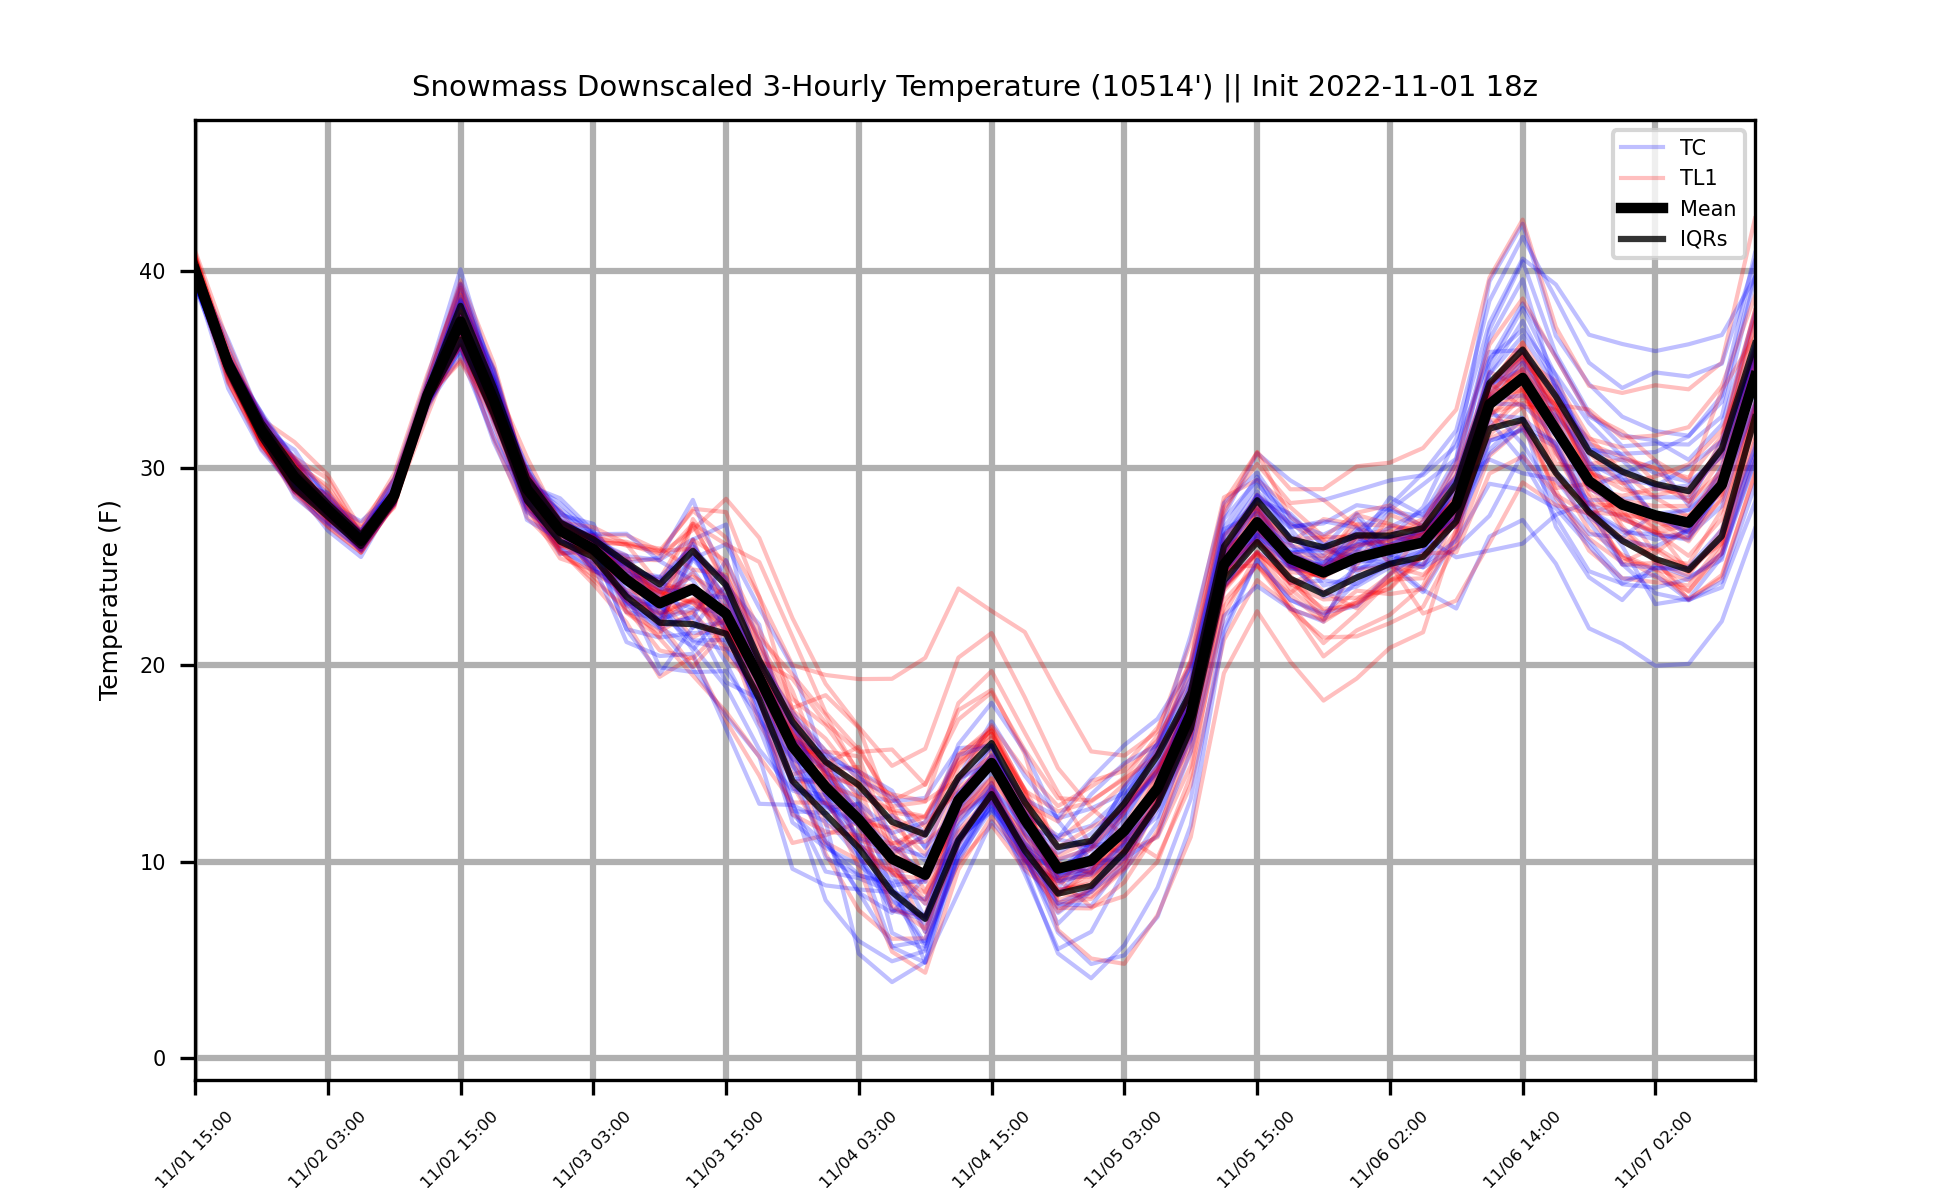 Snowmass Downscaled 3-Hourly Temperature (10514') || Init 2022-11-01 18z
TC
TL1
Mean
IQRs
Temperature (F)
40
30
20
10
0
11/01 15:00
11/02 03:00
11/02 15:00
11/03 03:00
11/03 15:00
11/04 03:00
11/04 15:00
11/05 03:00
11/05 15:00
11/06 02:00
11/06 14:00
11/07 02:00